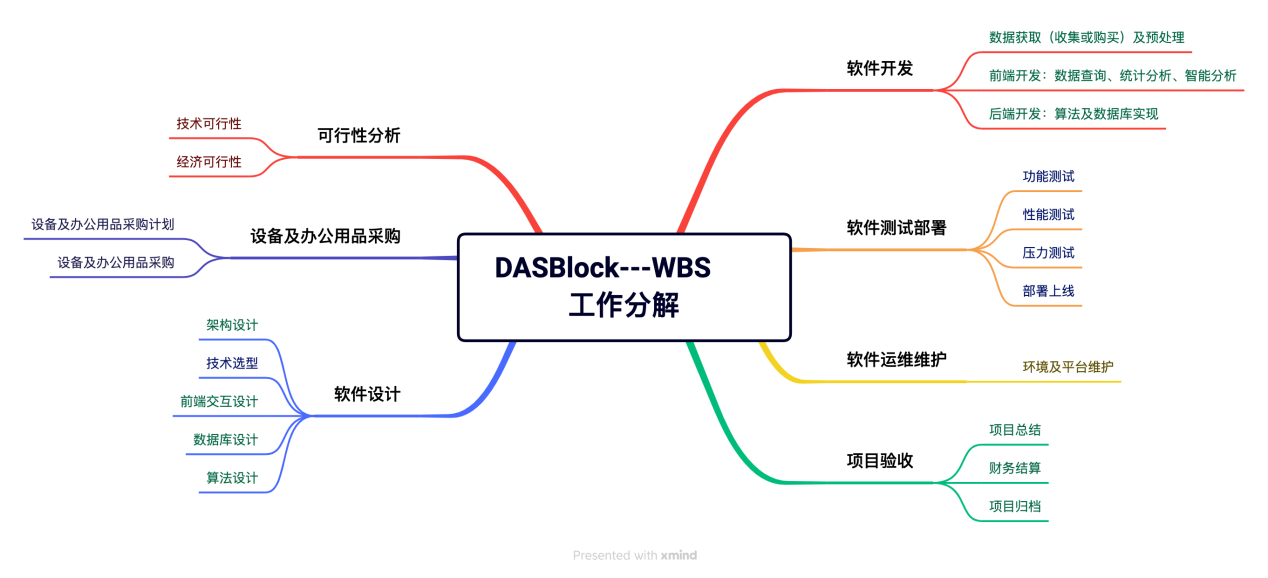 DASBlock---WBS
工作分解
可行性分析
技术可行性
经济可行性
设备及办公用品采购
设备及办公用品采购计划
设备及办公用品采购
软件设计
架构设计
技术选型
前端交互设计
数据库设计
算法设计
软件开发
数据获取（收集或购买）及预处理
前端开发：数据查询、统计分析、智能分析
后端开发：算法及数据库实现
软件测试部署
功能测试
性能测试
压力测试
部署上线
软件运维维护
环境及平台维护
项目验收
项目总结
财务结算
项目归档
Presented with xmind